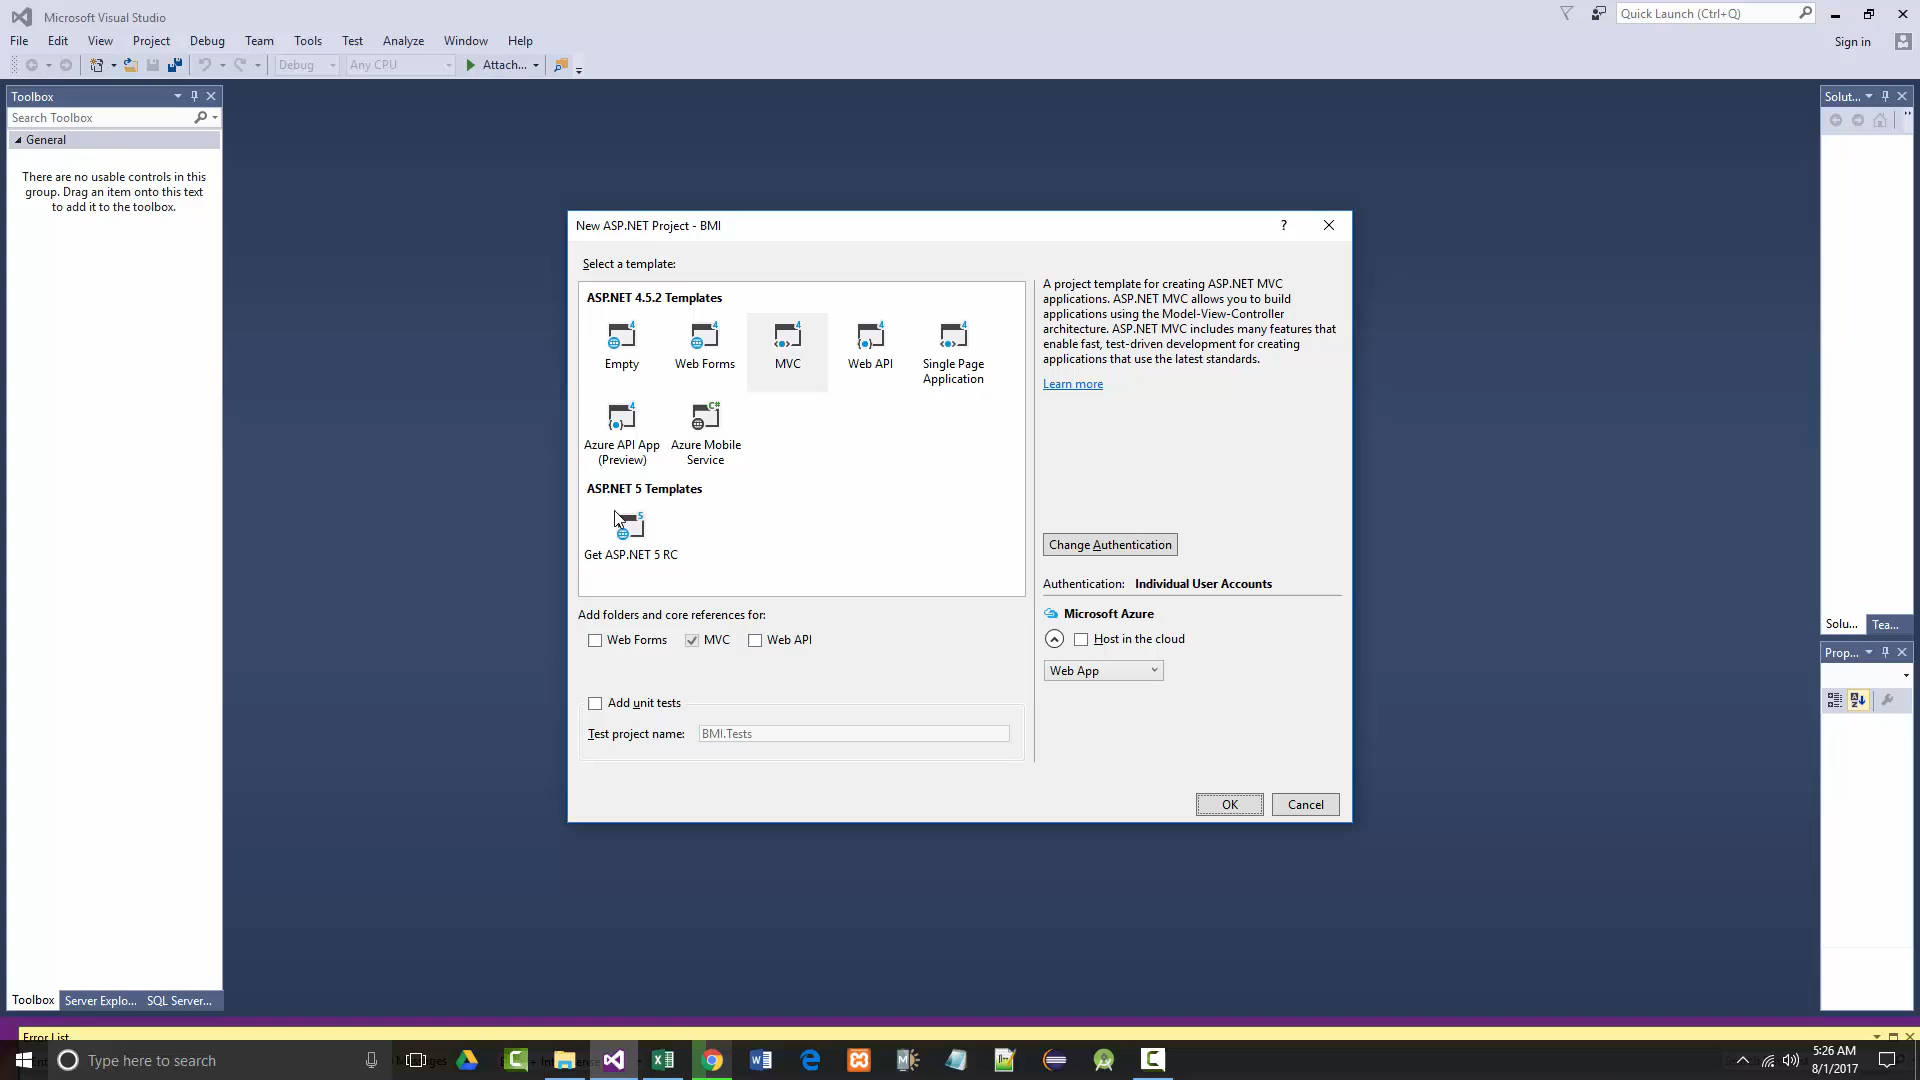 Microsoft Visual Studio
Quick Launch (Ctrl+Q)
File Edit View Project Debug Team Tools Test Analyze Window Help
Sign in
Debug Any CPU Attach...
Toolbox
Solut...
Search Toolbox
General
There are no usable controls in this
group. Drag an item onto this text
to add it to the toolbox.
New ASP.NET Project - BMI
?
Select a template:
ASP.NET 4.5.2 Templates
4 4 4 4 4
Empty Web Forms MVC Web API Single Page
Application
4 C#
Azure API App Azure Mobile
(Preview) Service
ASP.NET 5 Templates
5
Get ASP.NET 5 RC
A project template for creating ASP.NET MVC
applications. ASP.NET MVC allows you to build
applications using the Model-View-Controller
architecture. ASP.NET MVC includes many features that
enable fast, test-driven development for creating
applications that use the latest standards.
Learn more
Change Authentication
Authentication: Individual User Accounts
Microsoft Azure
Host in the cloud
Web App
Add folders and core references for:
Web Forms MVC Web API
Add unit tests
Test project name: BMI.Tests
OK Cancel
Solu... Tea...
Prop...
Toolbox Server Explo... SQL Server...
Error List
Type here to search
5:26 AM
8/1/2017